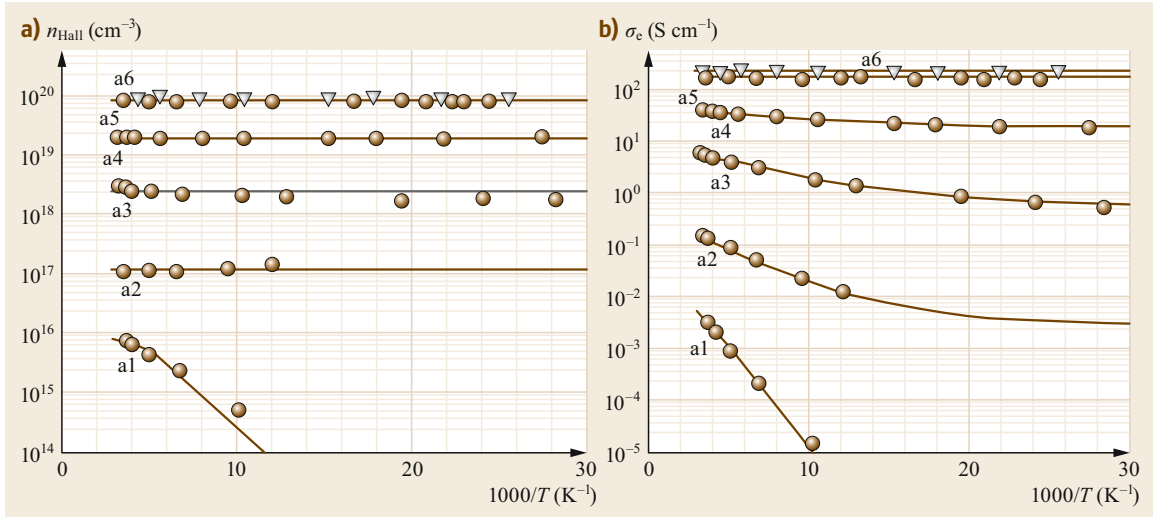 a) n_Hall (cm⁻³)
10²⁰
10¹⁹
10¹⁸
10¹⁷
10¹⁶
10¹⁵
10¹⁴
a6
a5
a4
a3
a2
a1
0 10 20 30
1000/T (K⁻¹)
b) σₑ (S cm⁻¹)
10²
10¹
10⁰
10⁻¹
10⁻²
10⁻³
10⁻⁴
10⁻⁵
a6
a5
a4
a3
a2
a1
0 10 20 30
1000/T (K⁻¹)